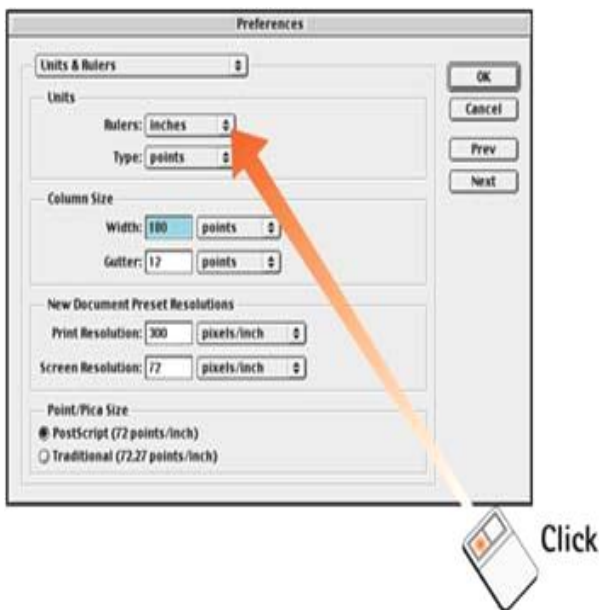 Preferences
Units & Rulers
OK
Cancel
Prev
Next
Units
Rulers: inches
Type: points
Column Size
Width: 180 points
Gutter: 12 points
New Document Preset Resolutions
Print Resolution: 300 pixels/inch
Screen Resolution: 72 pixels/inch
Point/Pica Size
PostScript (72 points/inch)
Traditional (72.27 points/inch)
Click